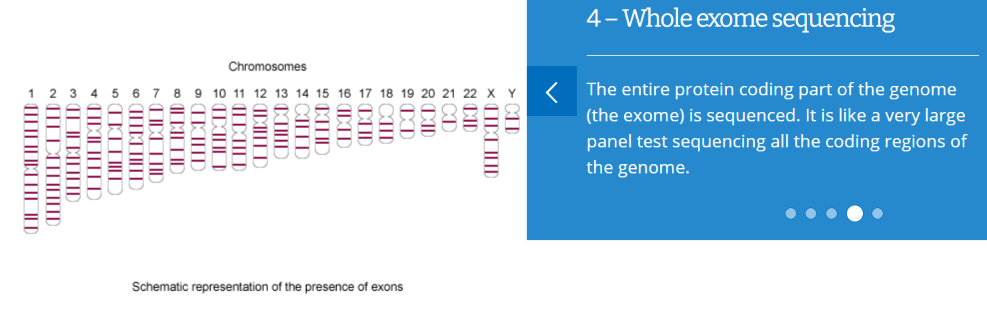 Chromosomes
1 2 3 4 5 6 7 8 9 10 11 12 13 14 15 16 17 18 19 20 21 22 X Y
Schematic representation of the presence of exons
4 – Whole exome sequencing
The entire protein coding part of the genome
(the exome) is sequenced. It is like a very large
panel test sequencing all the coding regions of
the genome.